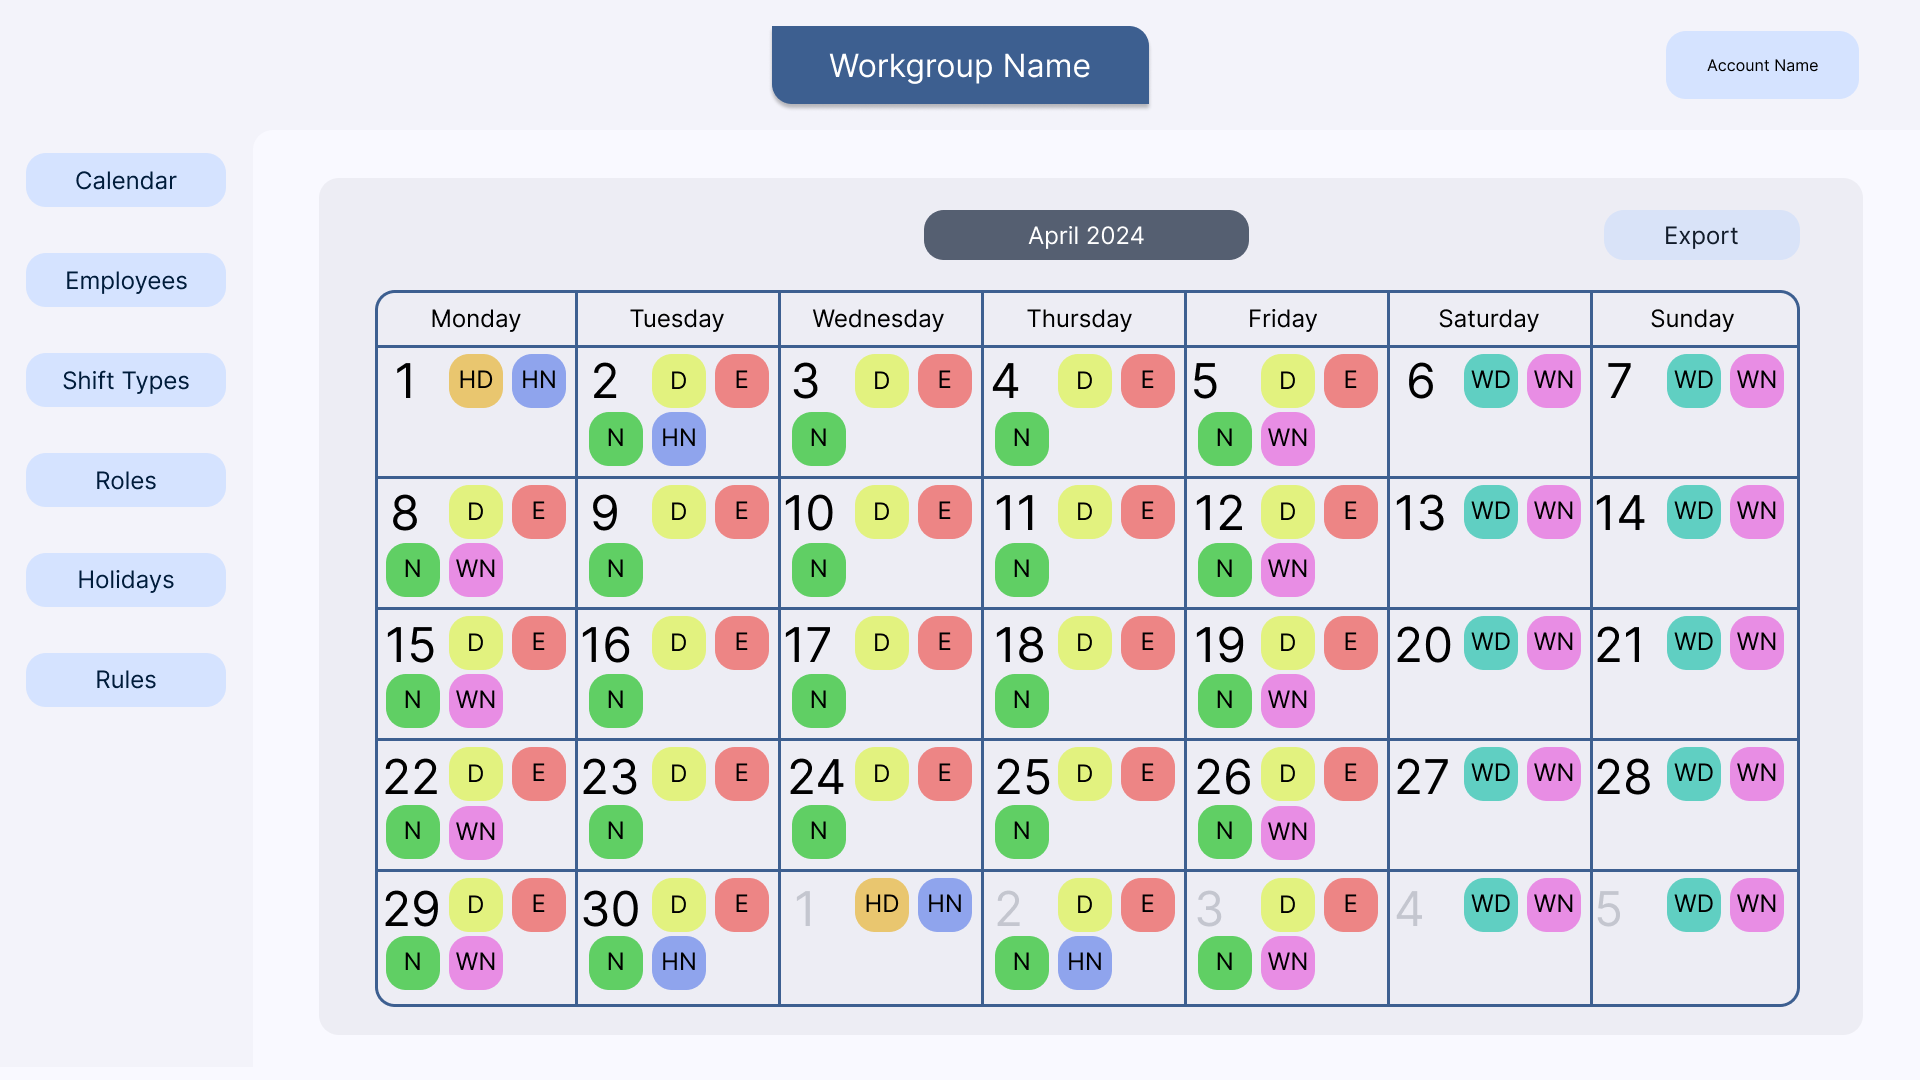 Workgroup Name
Account Name
Calendar
Employees
Shift Types
Roles
Holidays
Rules
April 2024
Export
Monday Tuesday Wednesday Thursday Friday Saturday Sunday
1 HD HN 2 D E 3 D E 4 D E 5 D E 6 WD WN 7 WD WN
N HN N N N WN
8 D E 9 D E 10 D E 11 D E 12 D E 13 WD WN 14 WD WN
N WN N N N N WN
15 D E 16 D E 17 D E 18 D E 19 D E 20 WD WN 21 WD WN
N WN N N N N WN
22 D E 23 D E 24 D E 25 D E 26 D E 27 WD WN 28 WD WN
N WN N N N N WN
29 D E 30 D E 1 HD HN 2 D E 3 D E 4 WD WN 5 WD WN
N WN N HN N HN N WN